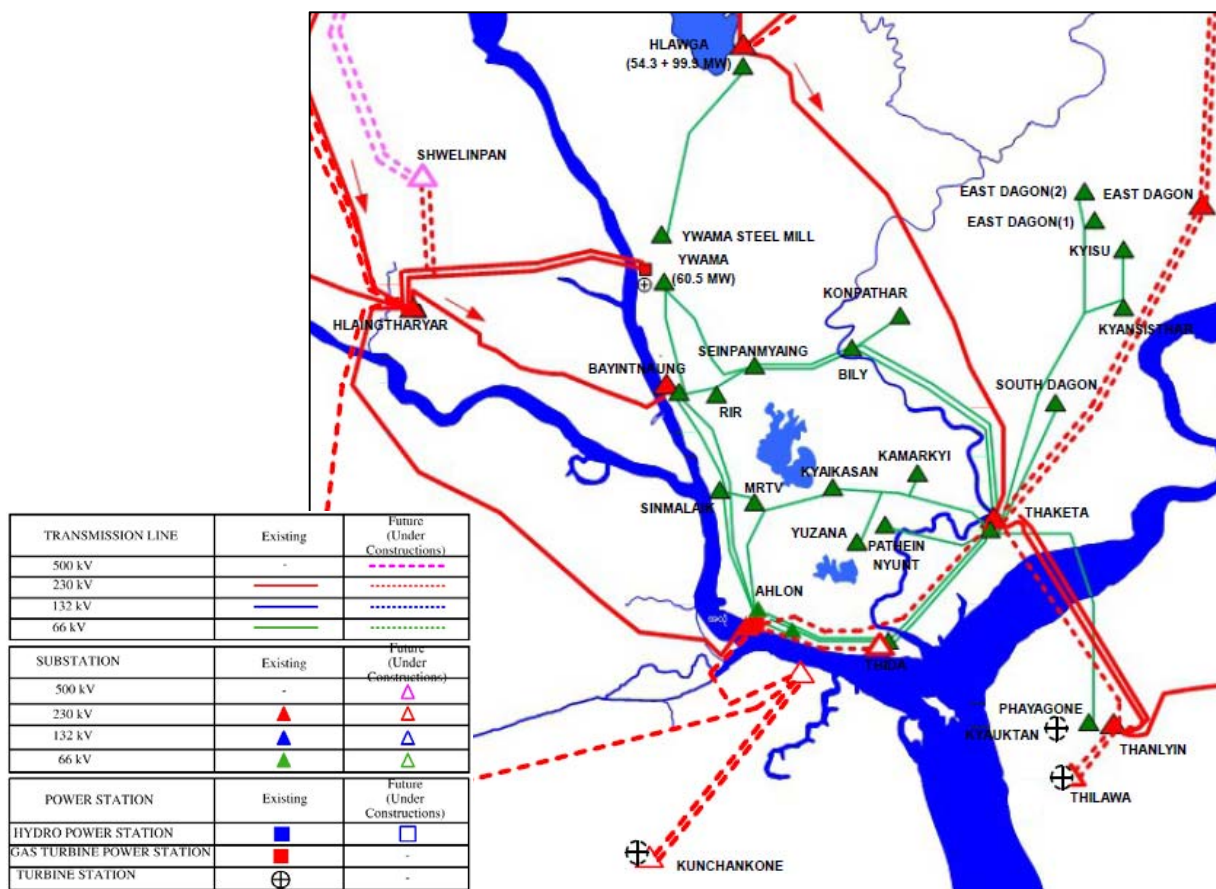 HLAWGA
(54.3 + 99.9 MW)
SHWELINPAN
EAST DAGON(2)
EAST DAGON
EAST DAGON(1)
YWAMA STEEL MILL
KYISU
YWAMA
(60.5 MW)
KONPATHAR
HLAINGTHARYAR
KYANSISTHAR
SEINPANMYAING
BAYINTNAUNG
BILY
SOUTH DAGON
RIR
KAMARKYI
KYAIKASAN
MRTV
SINMALAIK
THAKETA
YUZANA
PATHEIN
NYUNT
AHLON
THIDA
PHAYAGONE
KYAUKTAN
THANLYIN
THILAWA
KUNCHANKONE
TRANSMISSION LINE Existing Future
(Under
Constructions)
500 kV -
230 kV
132 kV
66 kV
SUBSTATION Existing Future
(Under
Constructions)
500 kV -
230 kV
132 kV
66 kV
POWER STATION Existing Future
(Under
Constructions)
HYDRO POWER STATION
GAS TURBINE POWER STATION -
TURBINE STATION -